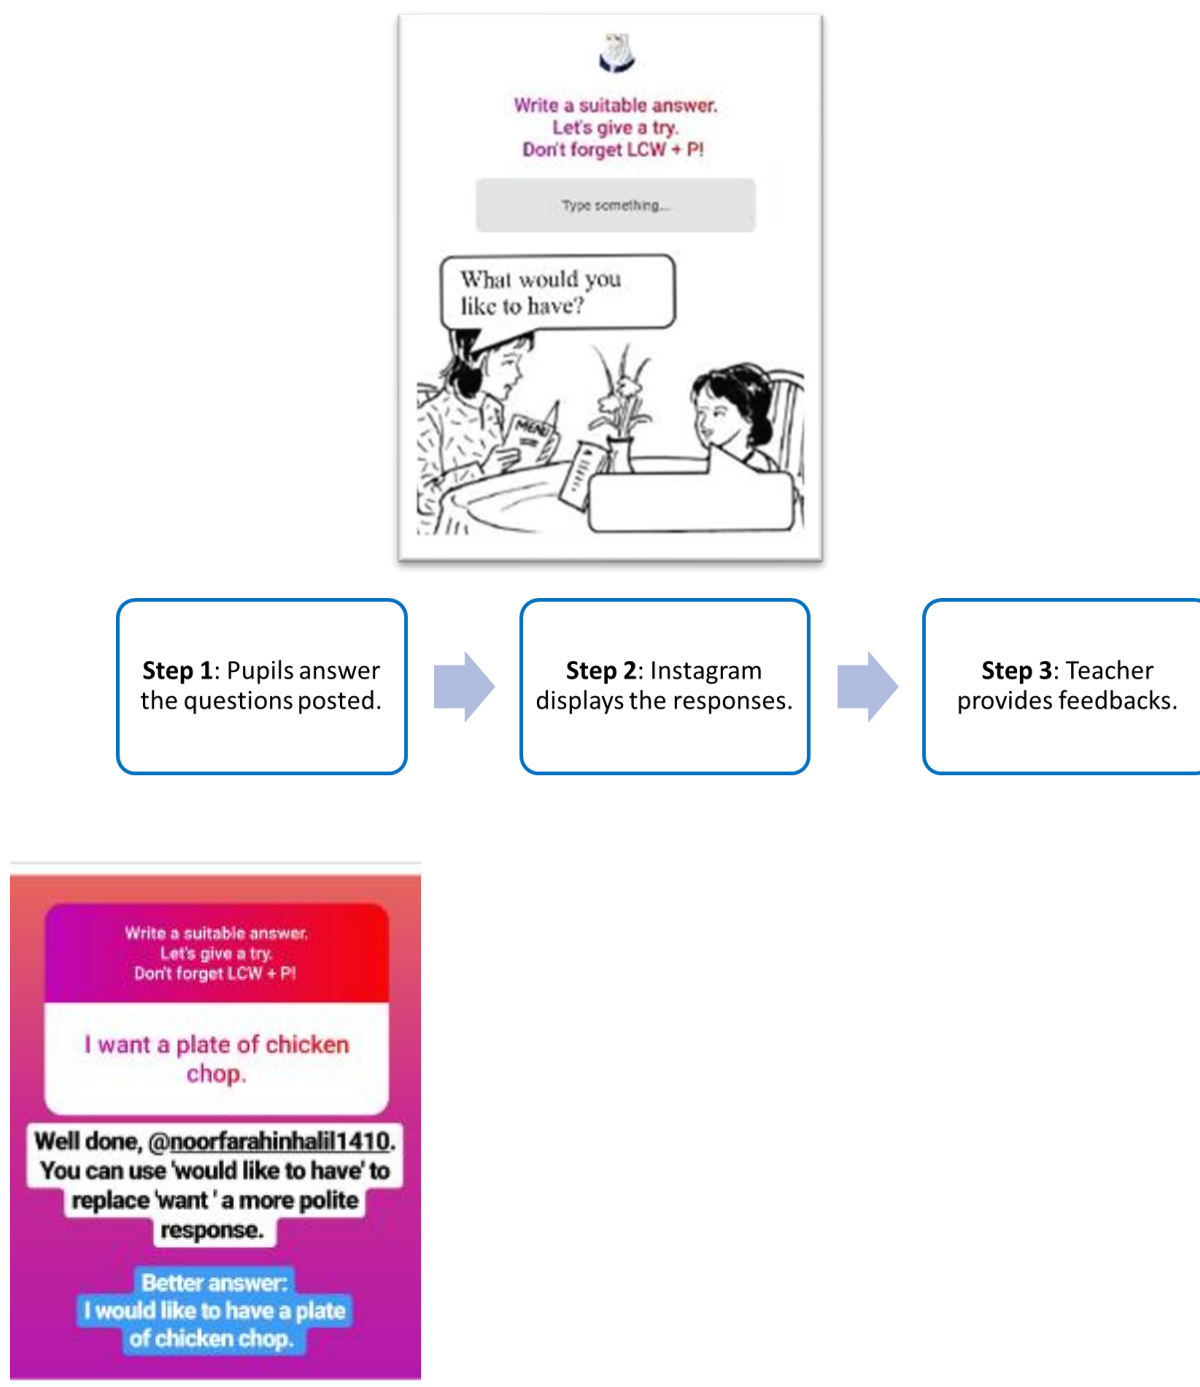 Write a suitable answer.
Let's give a try.
Don't forget LCW + P!
Type something...
What would you
like to have?
MENU
Step 1: Pupils answer
the questions posted.
Step 2: Instagram
displays the responses.
Step 3: Teacher
provides feedbacks.
Write a suitable answer.
Let's give a try.
Don't forget LCW + P!
I want a plate of chicken
chop.
Well done, @noorfarahinhalil1410.
You can use 'would like to have' to
replace 'want ' a more polite
response.
Better answer:
I would like to have a plate
of chicken chop.